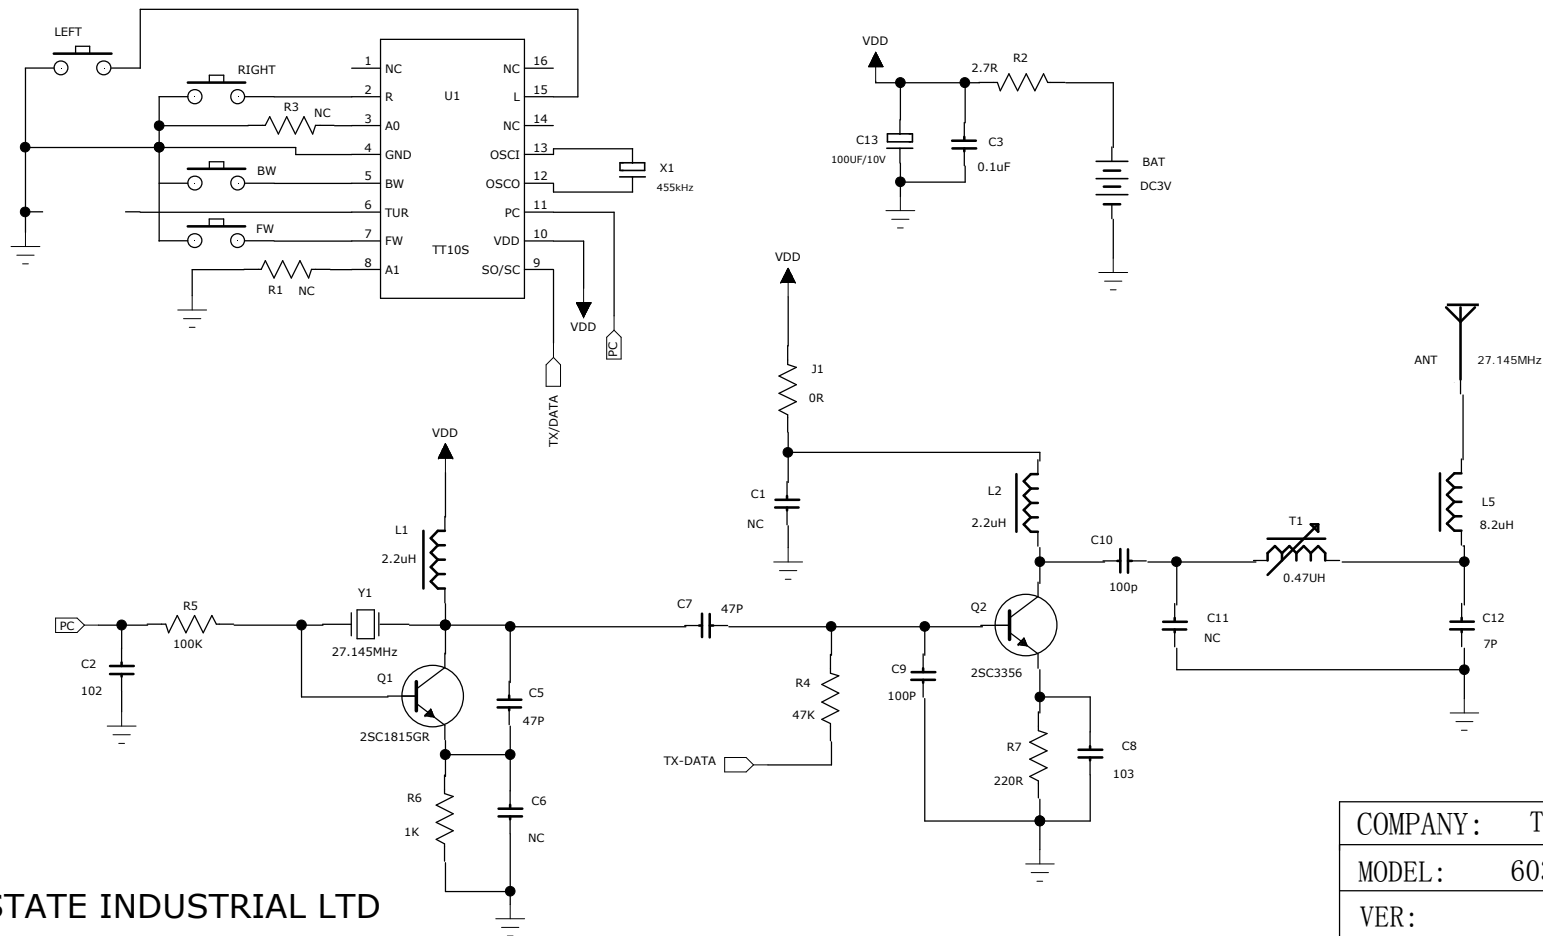 LEFT
RIGHT
R3
NC
BW
FW
R1
NC
1
2
3
4
5
6
7
8
NC
R
A0
GND
BW
TUR
FW
A1
U1
TT10S
NC
L
NC
OSCI
OSCO
PC
VDD
SO/SC
16
15
14
13
12
11
10
9
X1
455kHz
VDD
PC
TX/DATA
VDD
2.7R
R2
C13
100UF/10V
C3
0.1uF
BAT
DC3V
VDD
J1
0R
C1
NC
L2
2.2uH
ANT
27.145MHz
L5
8.2uH
T1
0.47UH
C10
100p
C11
NC
C12
7P
VDD
L1
2.2uH
PC
R5
100K
Y1
27.145MHz
C2
102
Q1
2SC1815GR
C5
47P
R6
1K
C6
NC
C7
47P
R4
47K
TX-DATA
C9
100P
Q2
2SC3356
R7
220R
C8
103
STATE INDUSTRIAL LTD
COMPANY: T
MODEL: 603
VER: